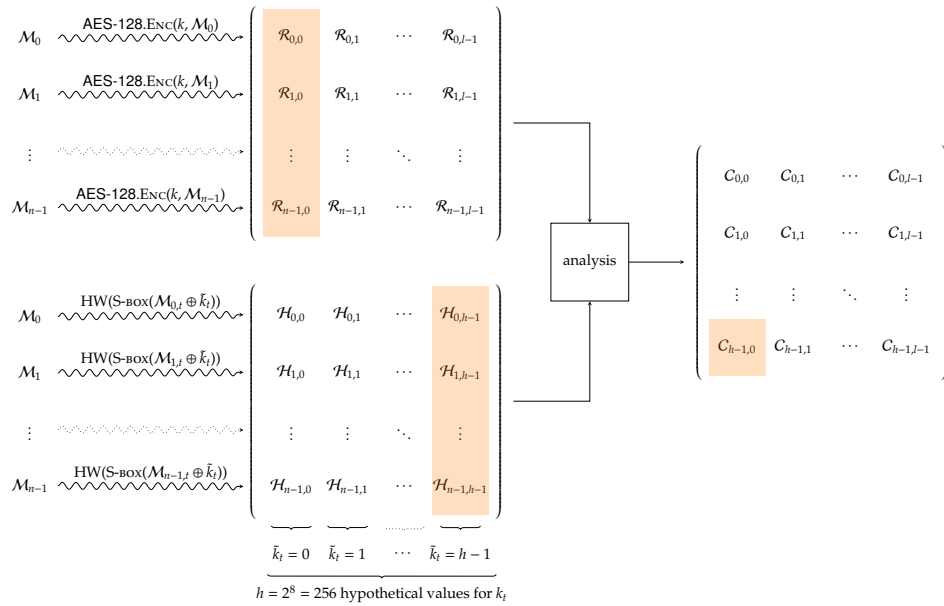 M₀ AES-128.Enc(k, M₀) R₀,₀ R₀,₁ ⋯ R₀,l−1
M₁ AES-128.Enc(k, M₁) R₁,₀ R₁,₁ ⋯ R₁,l−1
⋮ ⋮ ⋮ ⋱ ⋮
Mₙ₋₁ AES-128.Enc(k, Mₙ₋₁) Rₙ₋₁,₀ Rₙ₋₁,₁ ⋯ Rₙ₋₁,l−1
M₀ HW(S-box(M₀,t ⊕ k̃t)) H₀,₀ H₀,₁ ⋯ H₀,h−1
M₁ HW(S-box(M₁,t ⊕ k̃t)) H₁,₀ H₁,₁ ⋯ H₁,h−1
⋮ ⋮ ⋮ ⋱ ⋮
Mₙ₋₁ HW(S-box(Mₙ₋₁,t ⊕ k̃t)) Hₙ₋₁,₀ Hₙ₋₁,₁ ⋯ Hₙ₋₁,h−1
k̃t = 0 k̃t = 1 ⋯ k̃t = h − 1
h = 2⁸ = 256 hypothetical values for kt
analysis
C₀,₀ C₀,₁ ⋯ C₀,l−1
C₁,₀ C₁,₁ ⋯ C₁,l−1
⋮ ⋮ ⋱ ⋮
Ch−1,₀ Ch−1,₁ ⋯ Ch−1,l−1